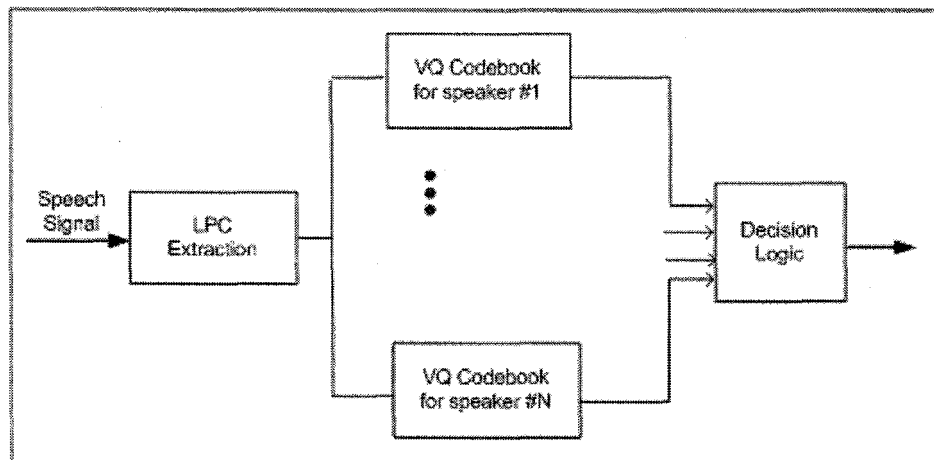 VQ Codebook
for speaker #1
Speech
Signal
LPC
Extraction
Decision
Logic
VQ Codebook
for speaker #N